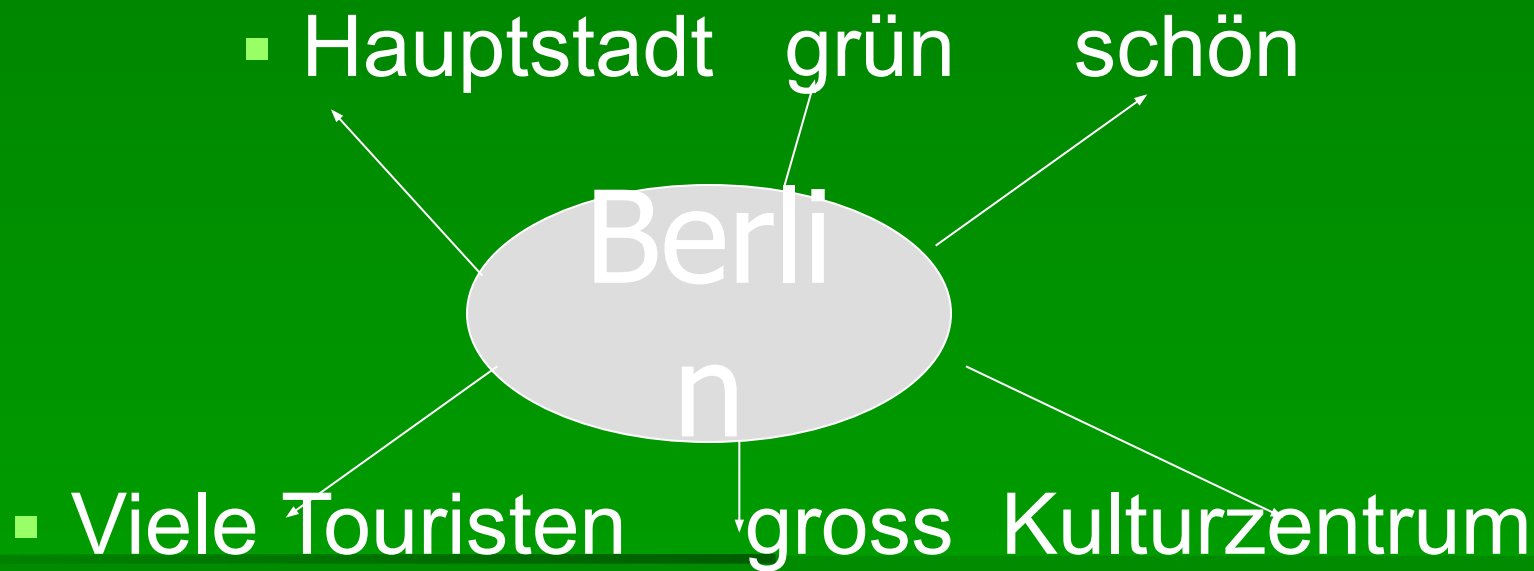 Hauptstadt grün schön
Berli
n
Viele Touristen gross Kulturzentrum